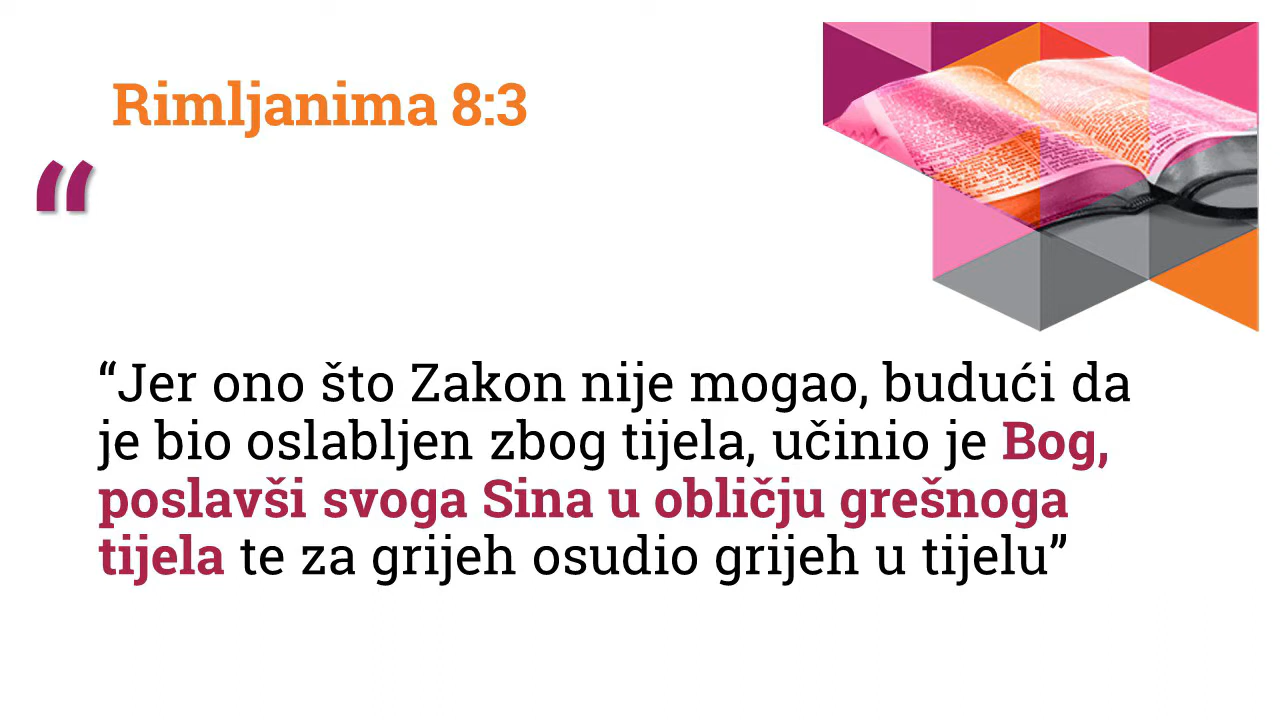 Rimljanima 8:3
“
“Jer ono što Zakon nije mogao, budući da
je bio oslabljen zbog tijela, učinio je Bog,
poslavši svoga Sina u obličju grešnoga
tijela te za grijeh osudio grijeh u tijelu”